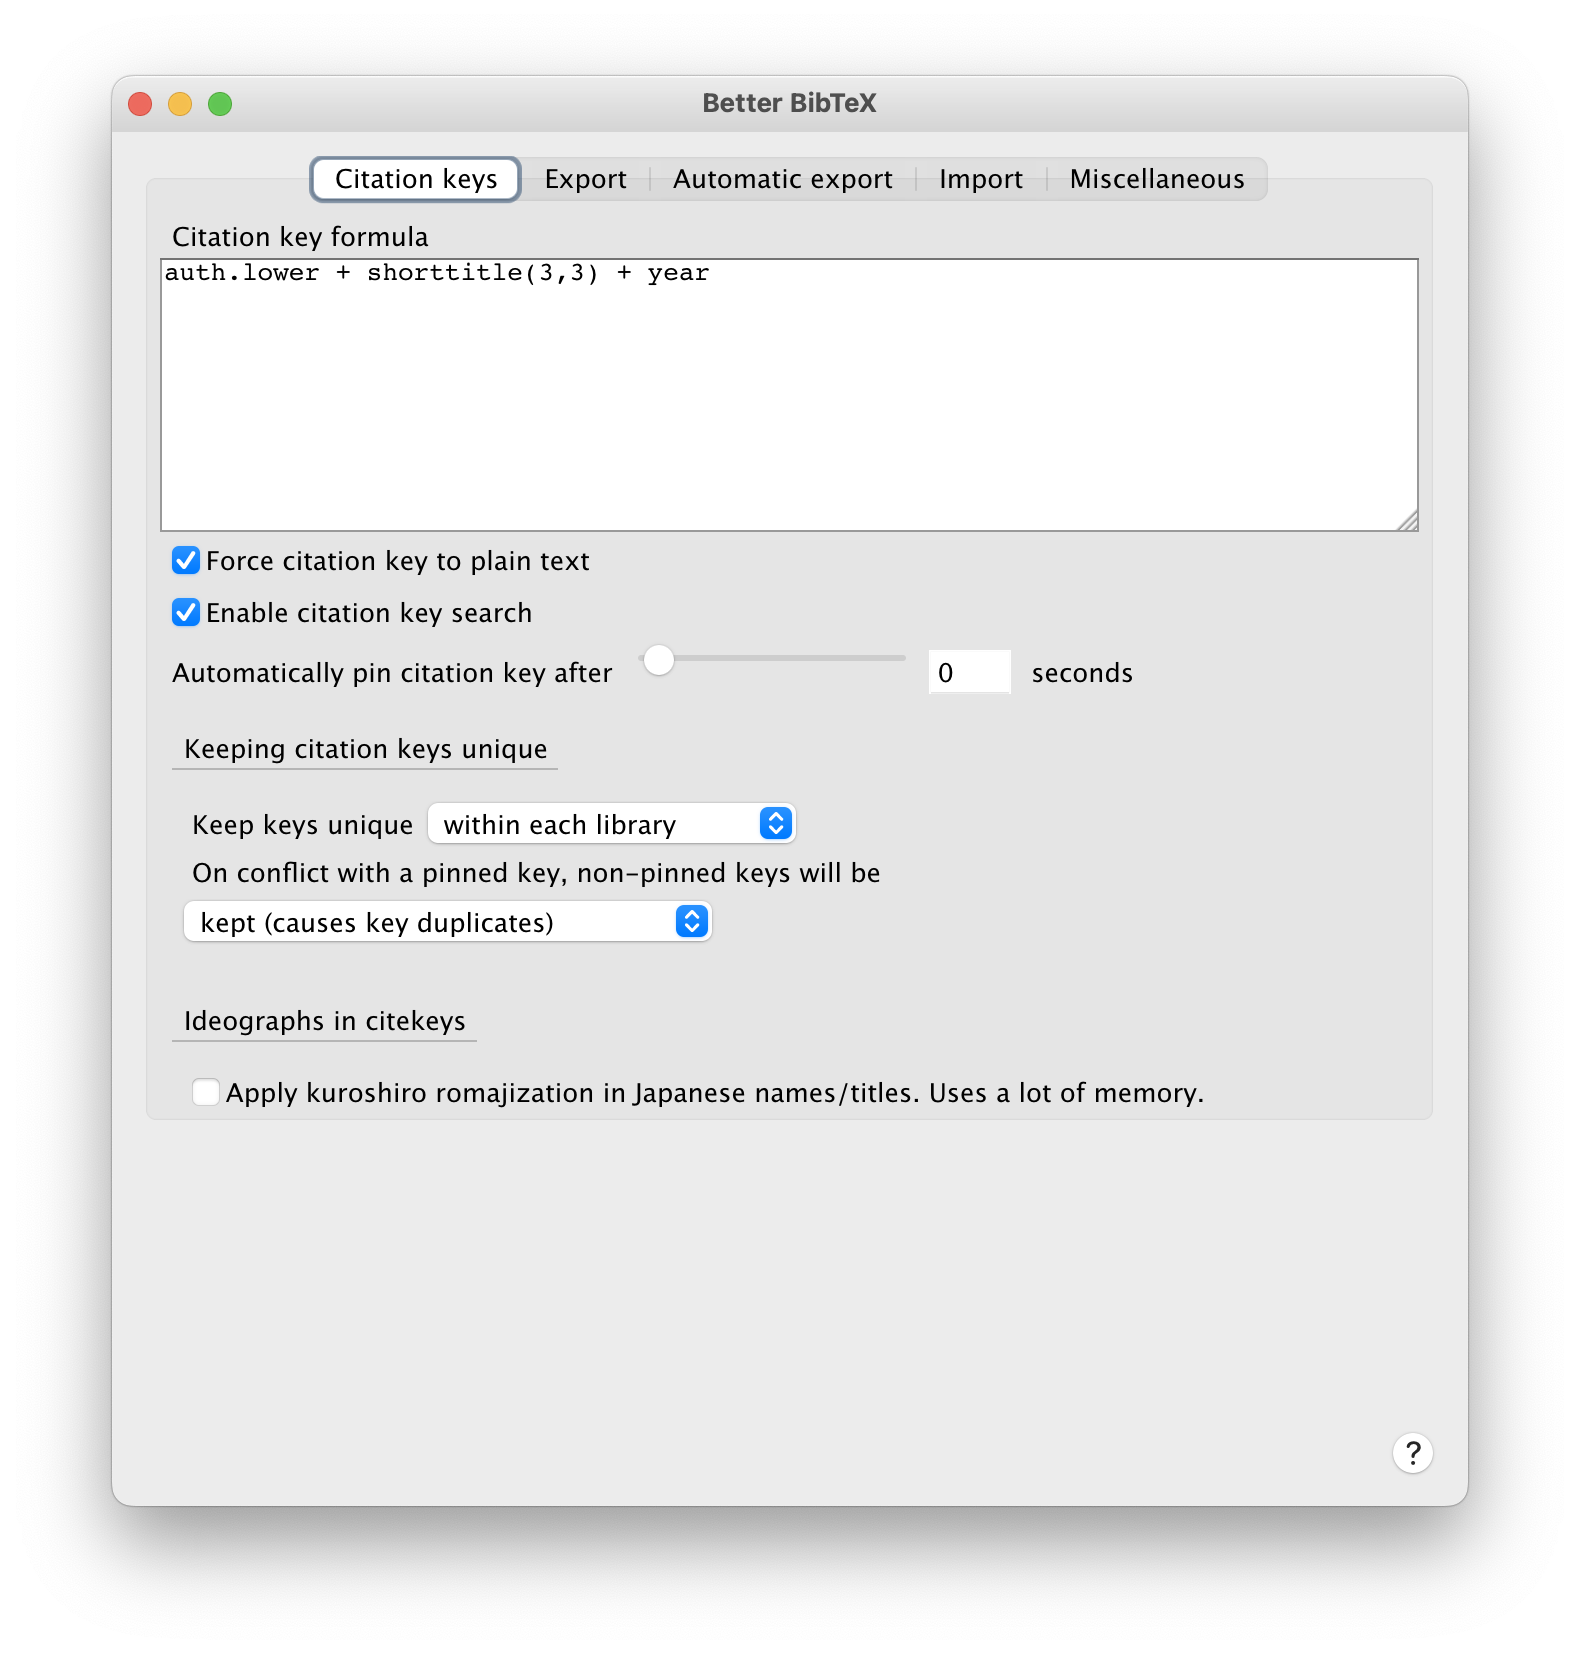 Better BibTeX
Citation keys Export Automatic export Import Miscellaneous
Citation key formula
auth.lower + shorttitle(3,3) + year
Force citation key to plain text
Enable citation key search
Automatically pin citation key after 0 seconds
Keeping citation keys unique
Keep keys unique within each library
On conflict with a pinned key, non-pinned keys will be
kept (causes key duplicates)
Ideographs in citekeys
Apply kuroshiro romajization in Japanese names/titles. Uses a lot of memory.
?